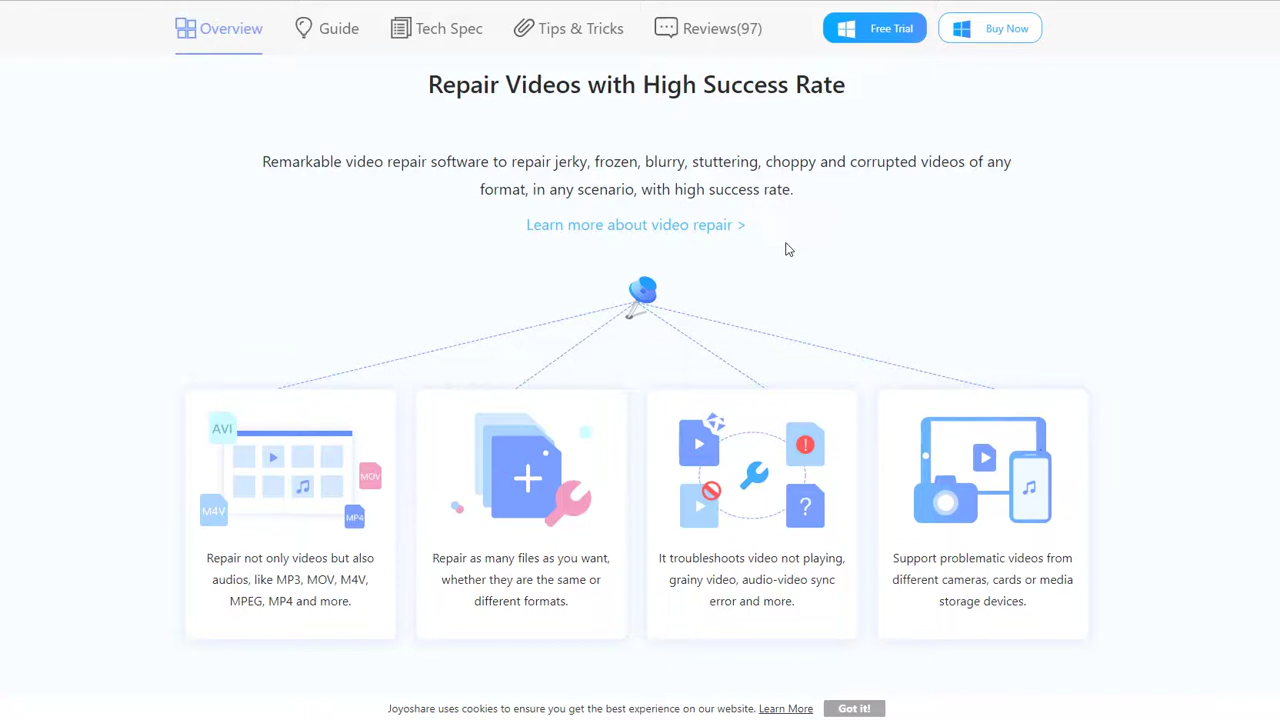 Overview
Guide
Tech Spec
Tips & Tricks
Reviews(97)
Free Trial
Buy Now
Repair Videos with High Success Rate
Remarkable video repair software to repair jerky, frozen, blurry, stuttering, choppy and corrupted videos of any
format, in any scenario, with high success rate.
Learn more about video repair >
AVI
MOV
M4V
MP4
Repair not only videos but also
audios, like MP3, MOV, M4V,
MPEG, MP4 and more.
Repair as many files as you want,
whether they are the same or
different formats.
It troubleshoots video not playing,
grainy video, audio-video sync
error and more.
Support problematic videos from
different cameras, cards or media
storage devices.
Joyoshare uses cookies to ensure you get the best experience on our website. Learn More
Got it!